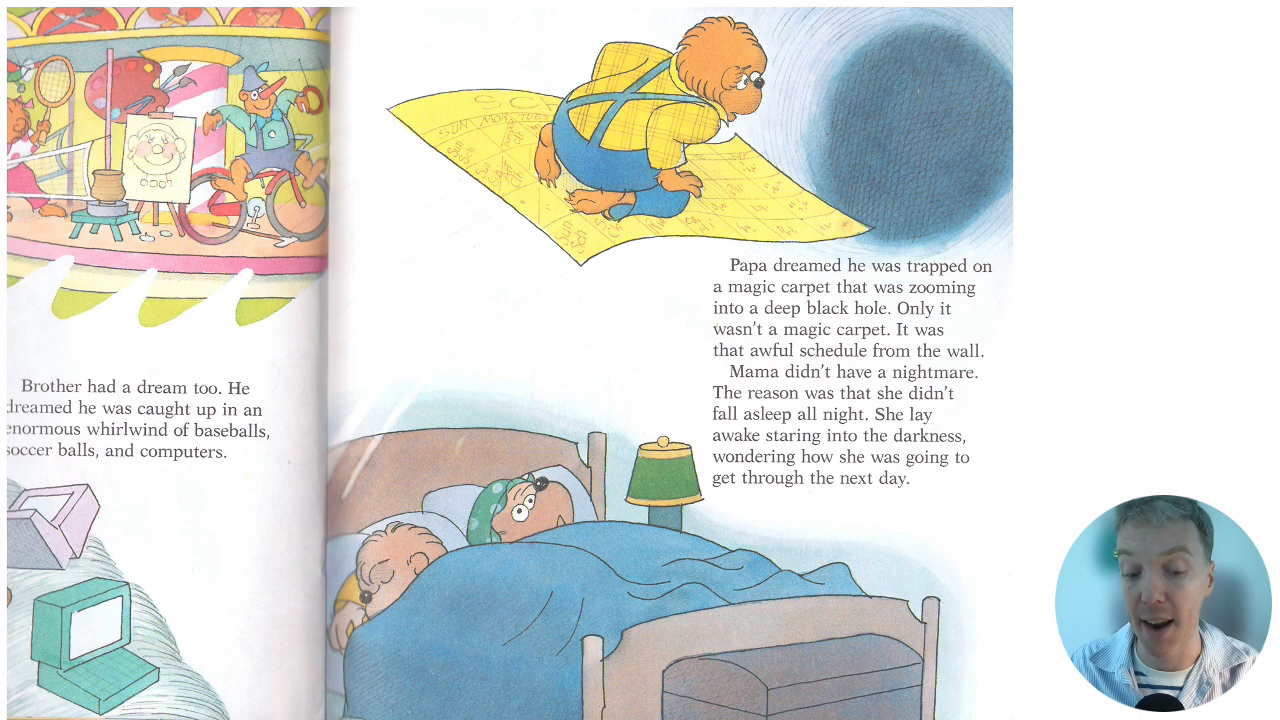 Brother had a dream too. He
dreamed he was caught up in an
enormous whirlwind of baseballs,
soccer balls, and computers.
SUN MON TUES
Papa dreamed he was trapped on
a magic carpet that was zooming
into a deep black hole. Only it
wasn't a magic carpet. It was
that awful schedule from the wall.
Mama didn't have a nightmare.
The reason was that she didn't
fall asleep all night. She lay
awake staring into the darkness,
wondering how she was going to
get through the next day.